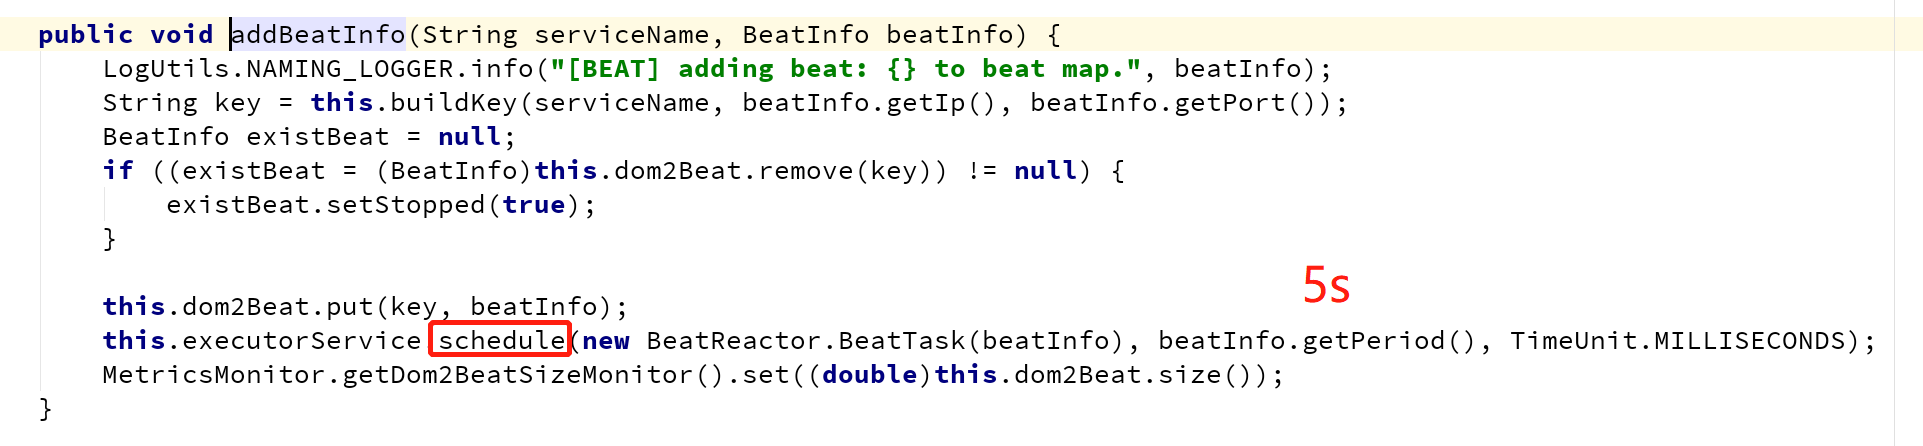 public void addBeatInfo(String serviceName, BeatInfo beatInfo) {
LogUtils.NAMING_LOGGER.info("[BEAT] adding beat: {} to beat map.", beatInfo);
String key = this.buildKey(serviceName, beatInfo.getIp(), beatInfo.getPort());
BeatInfo existBeat = null;
if ((existBeat = (BeatInfo)this.dom2Beat.remove(key)) != null) {
existBeat.setStopped(true);
}
5s
this.dom2Beat.put(key, beatInfo);
this.executorService.schedule(new BeatReactor.BeatTask(beatInfo), beatInfo.getPeriod(), TimeUnit.MILLISECONDS);
MetricsMonitor.getDom2BeatSizeMonitor().set((double)this.dom2Beat.size());
}